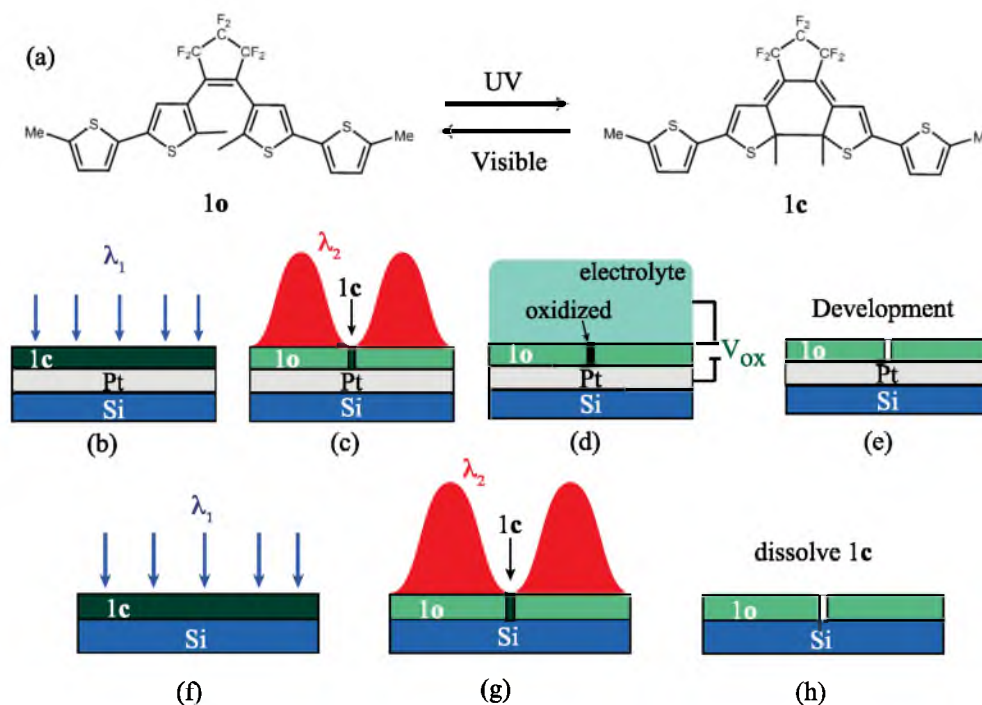 (a)
F₂
F₂C CF₂
UV
Visible
Me S S S S Me
1o
F₂
F₂C CF₂
Me S S S S M
1c
λ₁
1c
Pt
Si
(b)
λ₂
1c
1o
Pt
Si
(c)
electrolyte
oxidized
1o
Pt
Si
V_OX
(d)
Development
1o
Pt
Si
(e)
λ₁
1c
Si
(f)
λ₂
1c
1o
Si
(g)
dissolve 1c
1o
Si
(h)